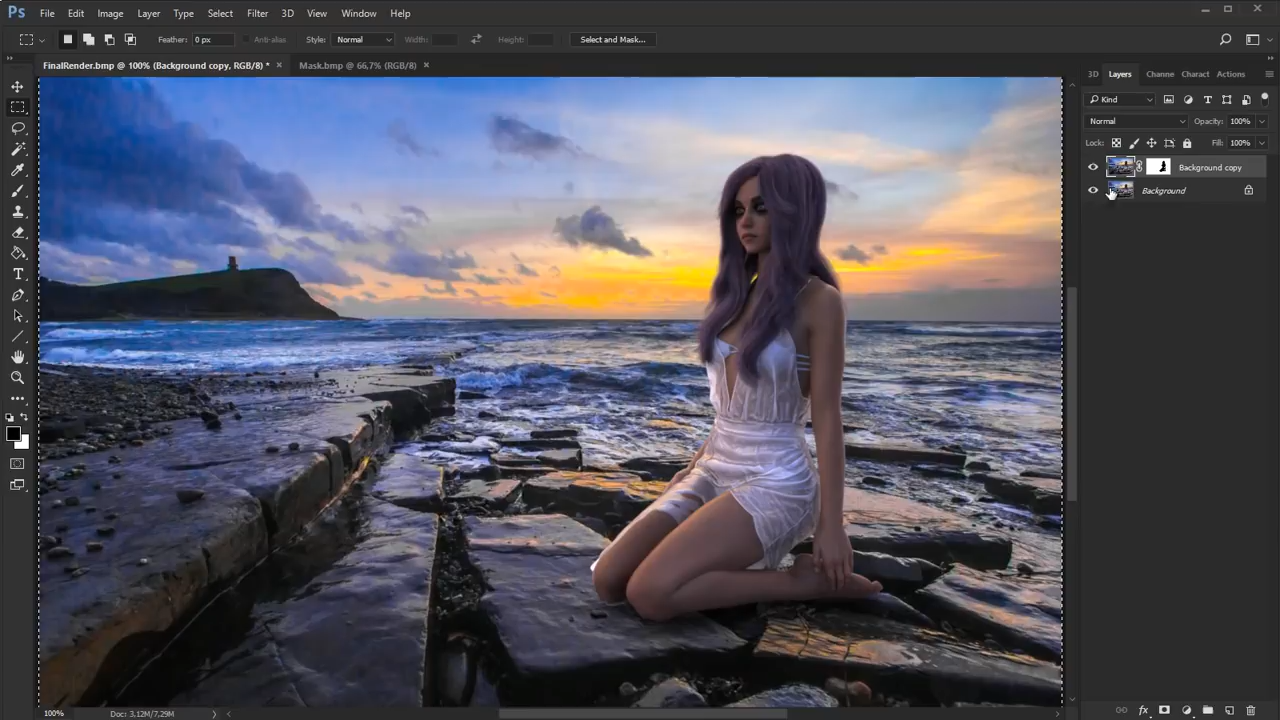 Ps File Edit Image Layer Type Select Filter 3D View Window Help
Feather: 0 px Anti-alias Style: Normal Width: Height: Select and Mask...
FinalRender.bmp @ 100% (Background copy, RGB/8) * × Mask.bmp @ 66,7% (RGB/8) ×
3D Layers Channe Charact Actions
Kind
Normal Opacity: 100%
Lock: Fill: 100%
Background copy
Background
100% Doc: 3,12M/7,29M
fx